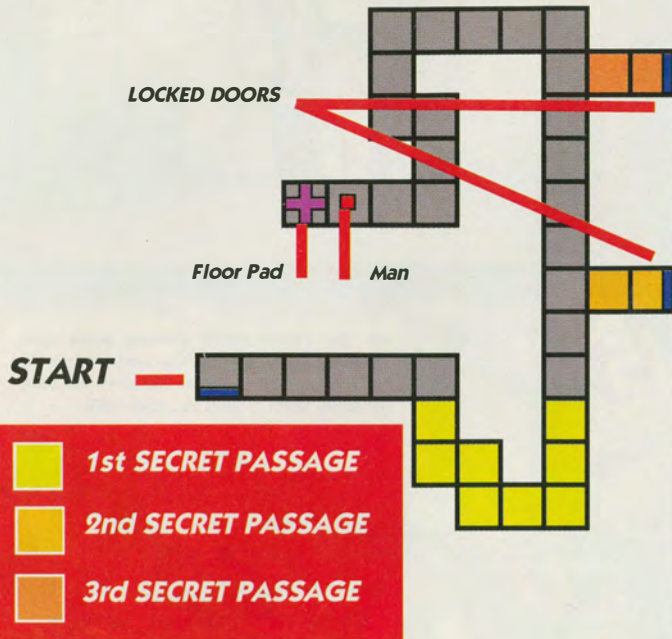 LOCKED DOORS
Floor Pad
Man
START
1st SECRET PASSAGE
2nd SECRET PASSAGE
3rd SECRET PASSAGE